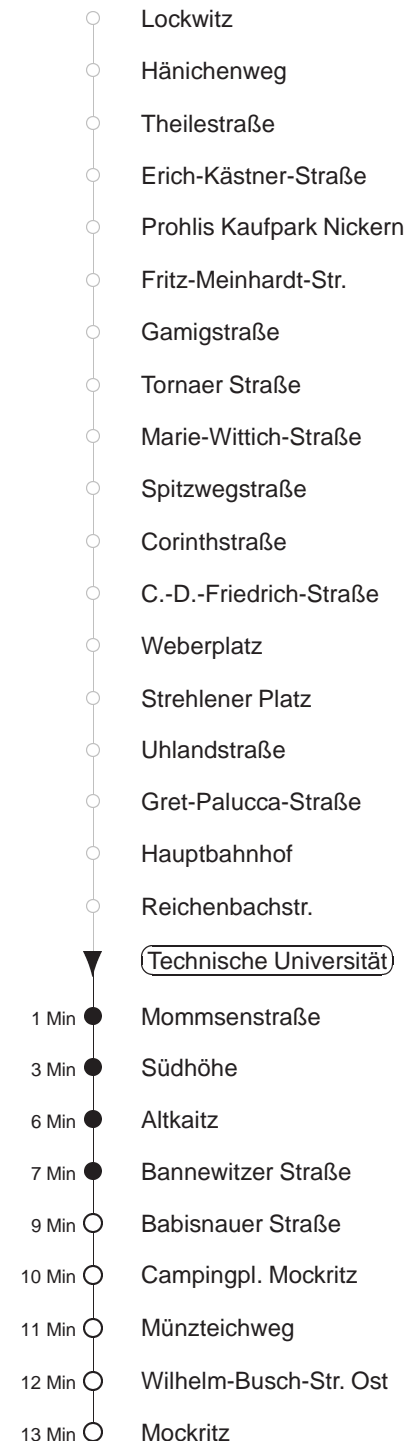 Lockwitz
Hänichenweg
Theilestraße
Erich-Kästner-Straße
Prohlis Kaufpark Nickern
Fritz-Meinhardt-Str.
Gamigstraße
Tornaer Straße
Marie-Wittich-Straße
Spitzwegstraße
Corinthstraße
C.-D.-Friedrich-Straße
Weberplatz
Strehlener Platz
Uhlandstraße
Gret-Palucca-Straße
Hauptbahnhof
Reichenbachstr.
Technische Universität
1 Min Mommsenstraße
3 Min Südhöhe
6 Min Altkaitz
7 Min Bannewitzer Straße
9 Min Babisnauer Straße
10 Min Campingpl. Mockritz
11 Min Münzteichweg
12 Min Wilhelm-Busch-Str. Ost
13 Min Mockritz